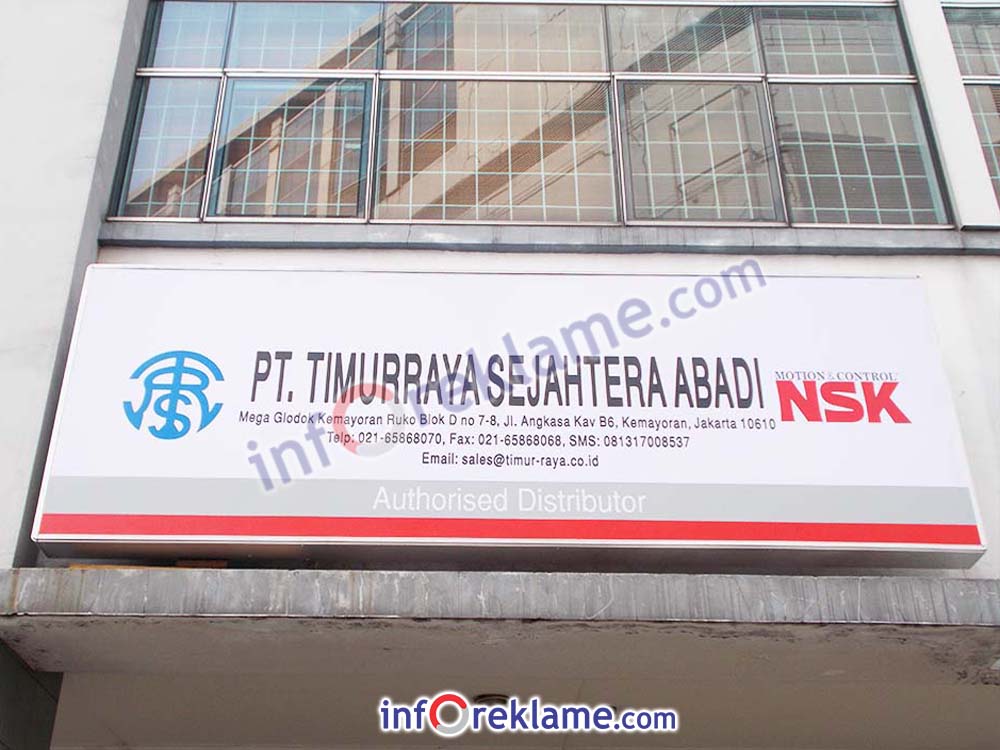 PT. TIMURRAYA SEJAHTERA ABADI
MOTION & CONTROL
NSK
Mega Glodok Kemayoran Ruko Blok D no 7-8, Jl. Angkasa Kav B6, Kemayoran, Jakarta 10610
Telp: 021-65868070, Fax: 021-65868068, SMS: 081317008537
Email: sales@timur-raya.co.id
Authorised Distributor
inforeklame.com
inforeklame.com